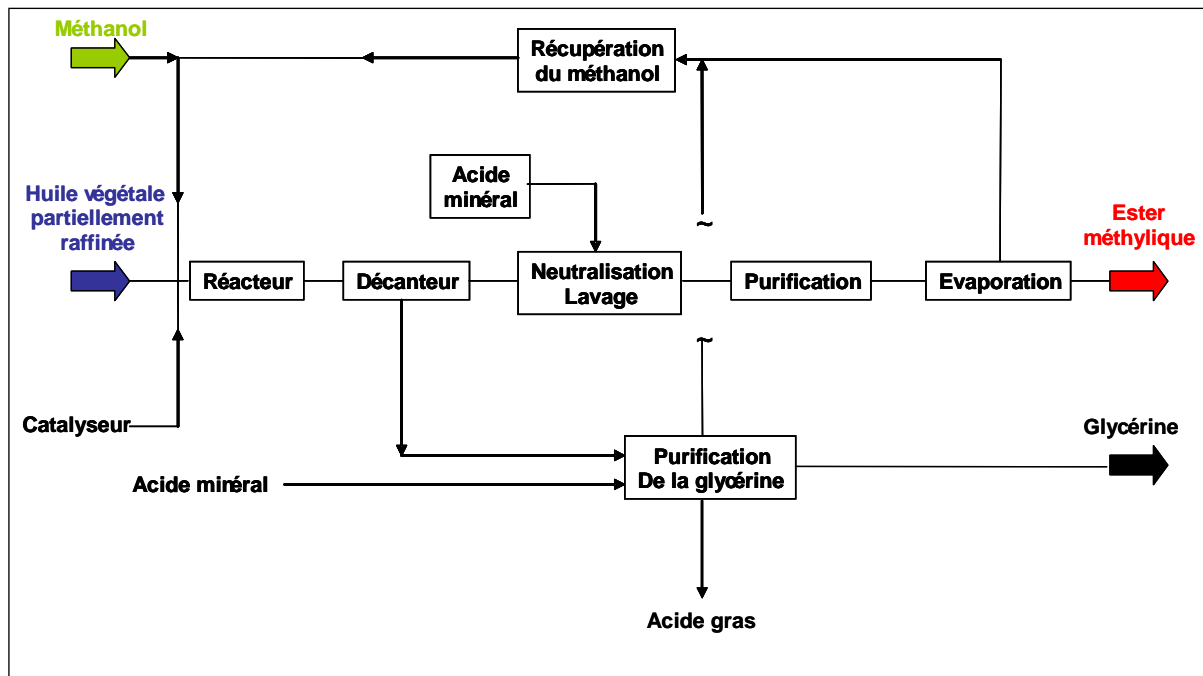 Méthanol
Récupération
du méthanol
Acide
minéral
Huile végétale
partiellement
raffinée
Ester
méthylique
~
Réacteur
Décanteur
Neutralisation
Lavage
Purification
Evaporation
~
Catalyseur
Glycérine
Purification
De la glycérine
Acide minéral
Acide gras